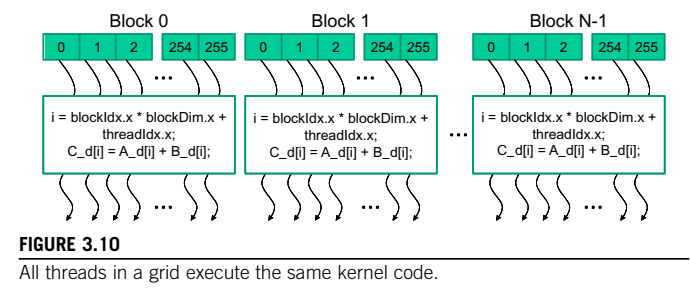 Block 0 Block 1 Block N-1
0 1 2 254 255 0 1 2 254 255 0 1 2 254 255
... ... ...
i = blockIdx.x * blockDim.x + i = blockIdx.x * blockDim.x + i = blockIdx.x * blockDim.x +
threadIdx.x; threadIdx.x; ... threadIdx.x;
C_d[i] = A_d[i] + B_d[i]; C_d[i] = A_d[i] + B_d[i]; C_d[i] = A_d[i] + B_d[i];
... ... ...
FIGURE 3.10
All threads in a grid execute the same kernel code.